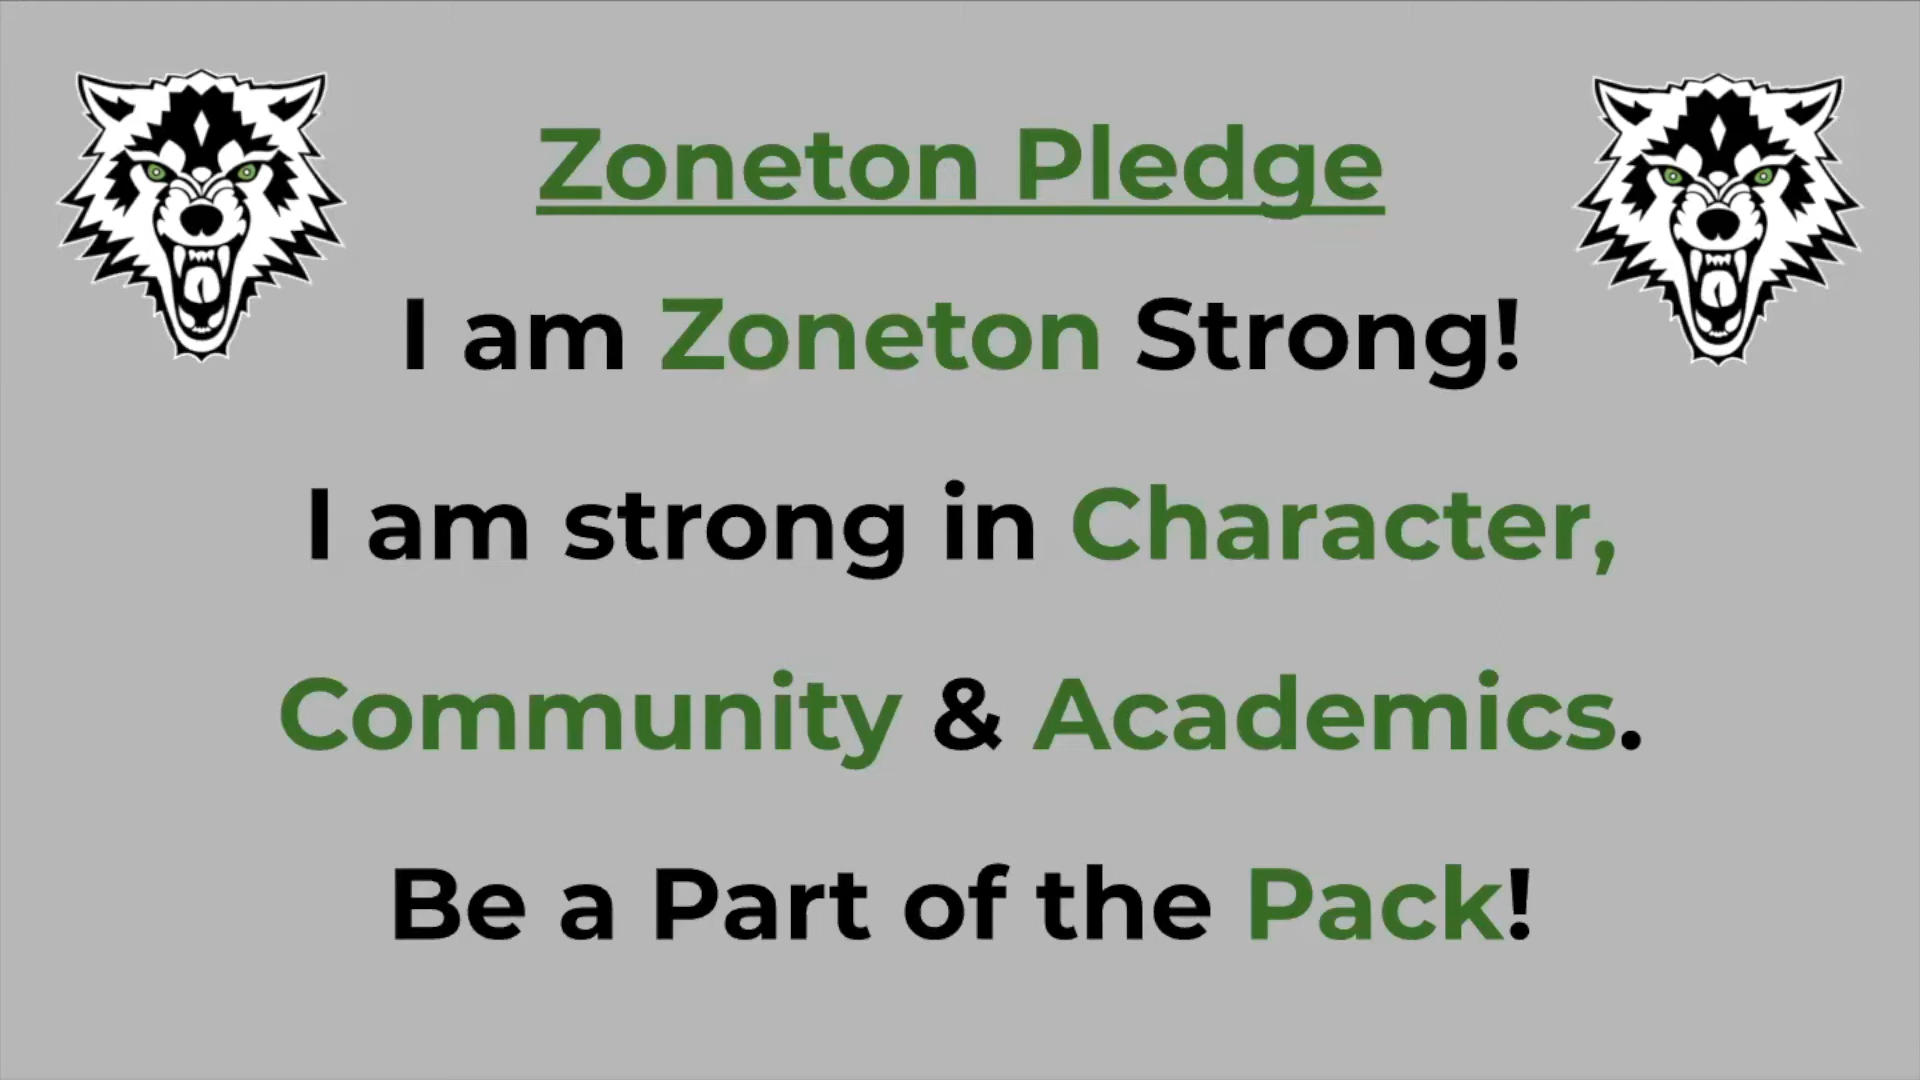 Zoneton Pledge
I am Zoneton Strong!
I am strong in Character,
Community & Academics.
Be a Part of the Pack!